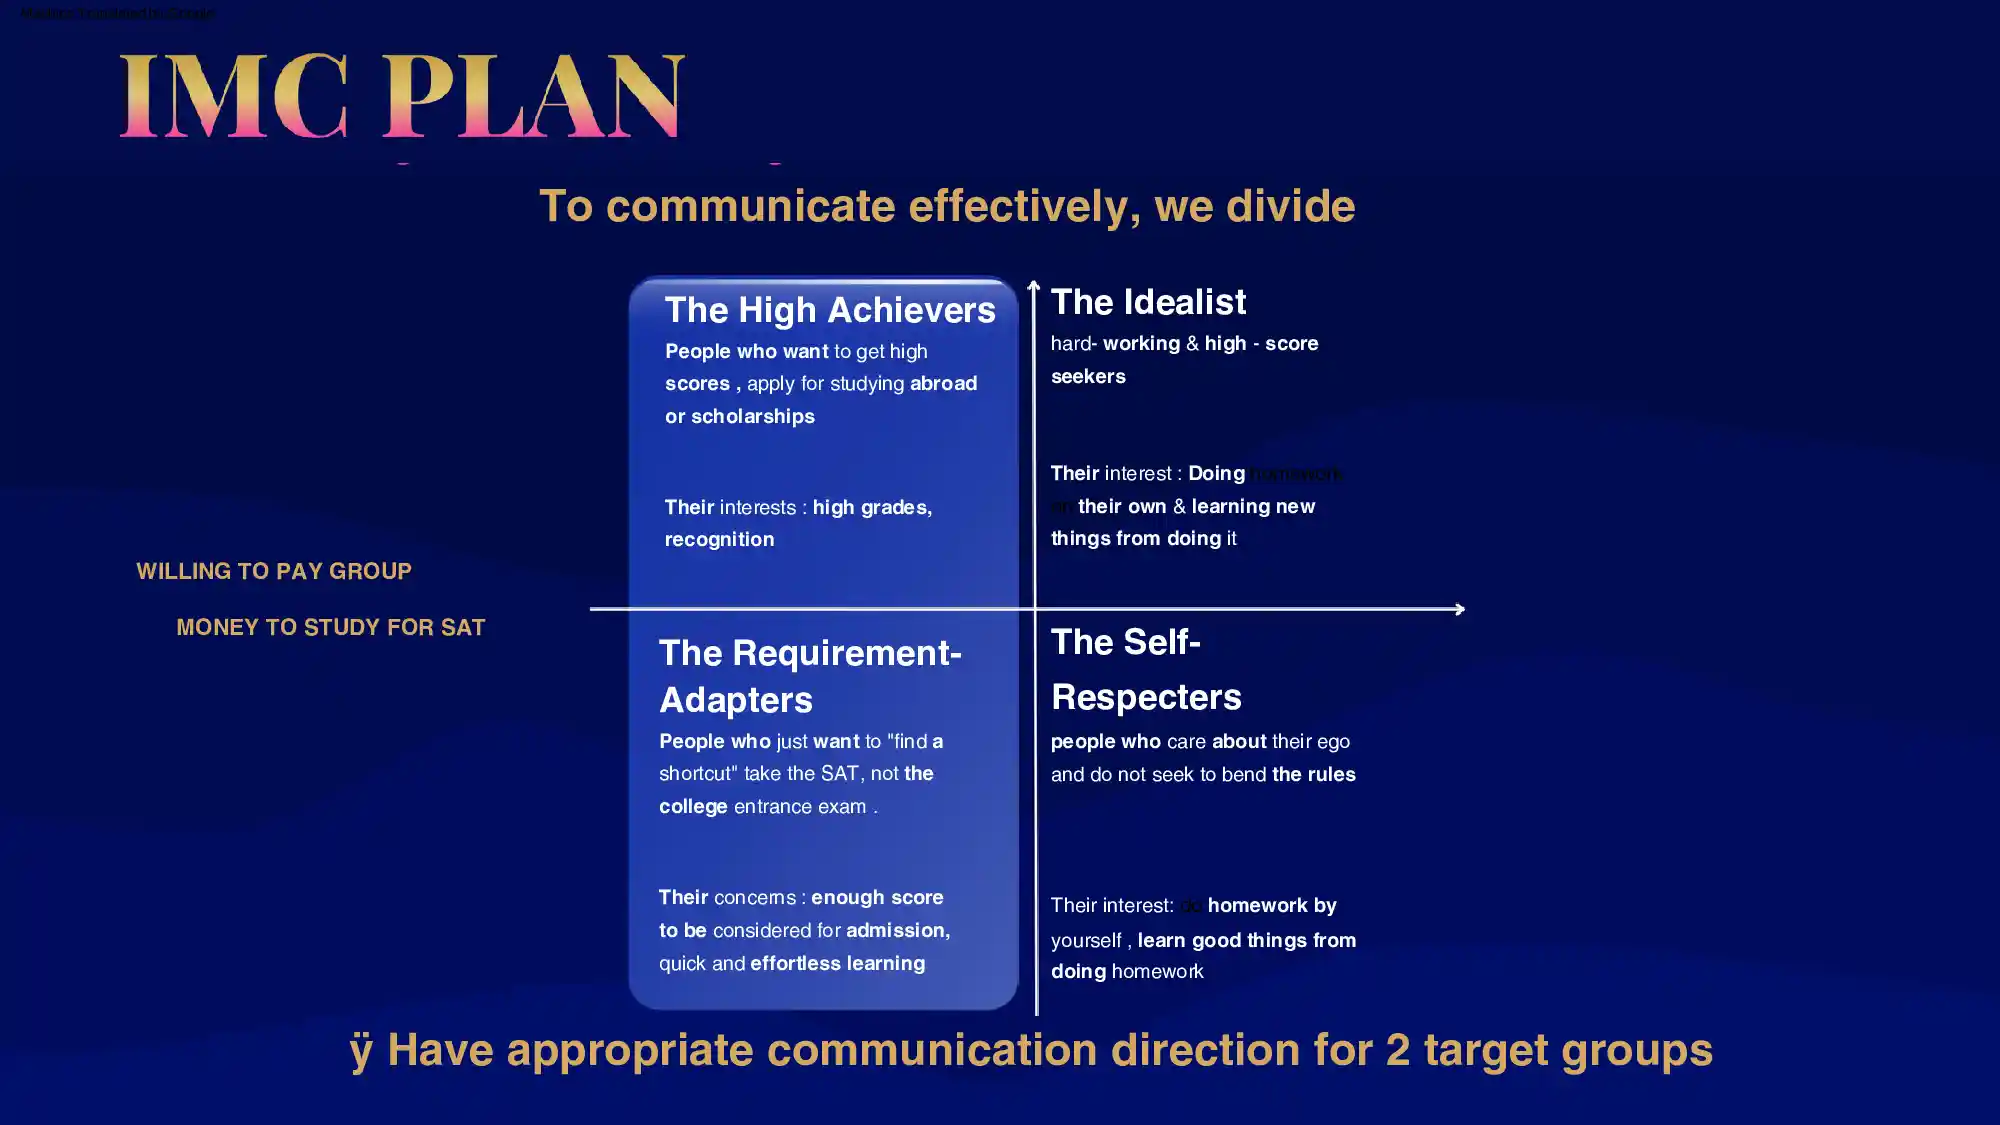 IMC PLAN
To communicate effectively, we divide
The High Achievers
People who want to get high
scores , apply for studying abroad
or scholarships
Their interests : high grades,
recognition
The Idealist
hard- working & high - score
seekers
Their interest : Doing homework
on their own & learning new
things from doing it
WILLING TO PAY GROUP
MONEY TO STUDY FOR SAT
The Requirement-
Adapters
People who just want to "find a
shortcut" take the SAT, not the
college entrance exam .
Their concerns : enough score
to be considered for admission,
quick and effortless learning
The Self-
Respecters
people who care about their ego
and do not seek to bend the rules
Their interest: do homework by
yourself , learn good things from
doing homework
ÿ Have appropriate communication direction for 2 target groups